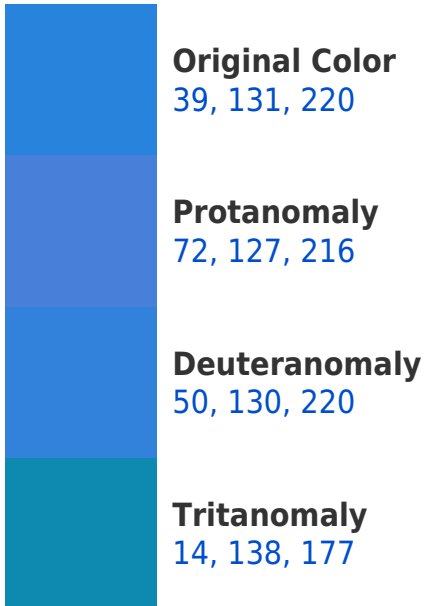 Original Color
39, 131, 220
Protanomaly
72, 127, 216
Deuteranomaly
50, 130, 220
Tritanomaly
14, 138, 177